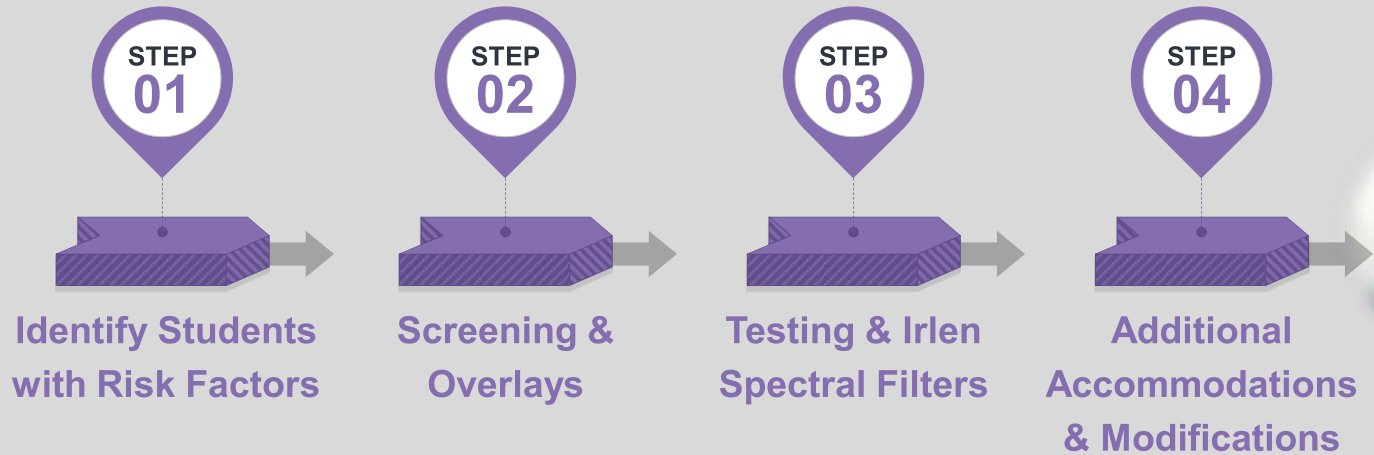 STEP
01
Identify Students
with Risk Factors
STEP
02
Screening &
Overlays
STEP
03
Testing & Irlen
Spectral Filters
STEP
04
Additional
Accommodations
& Modifications